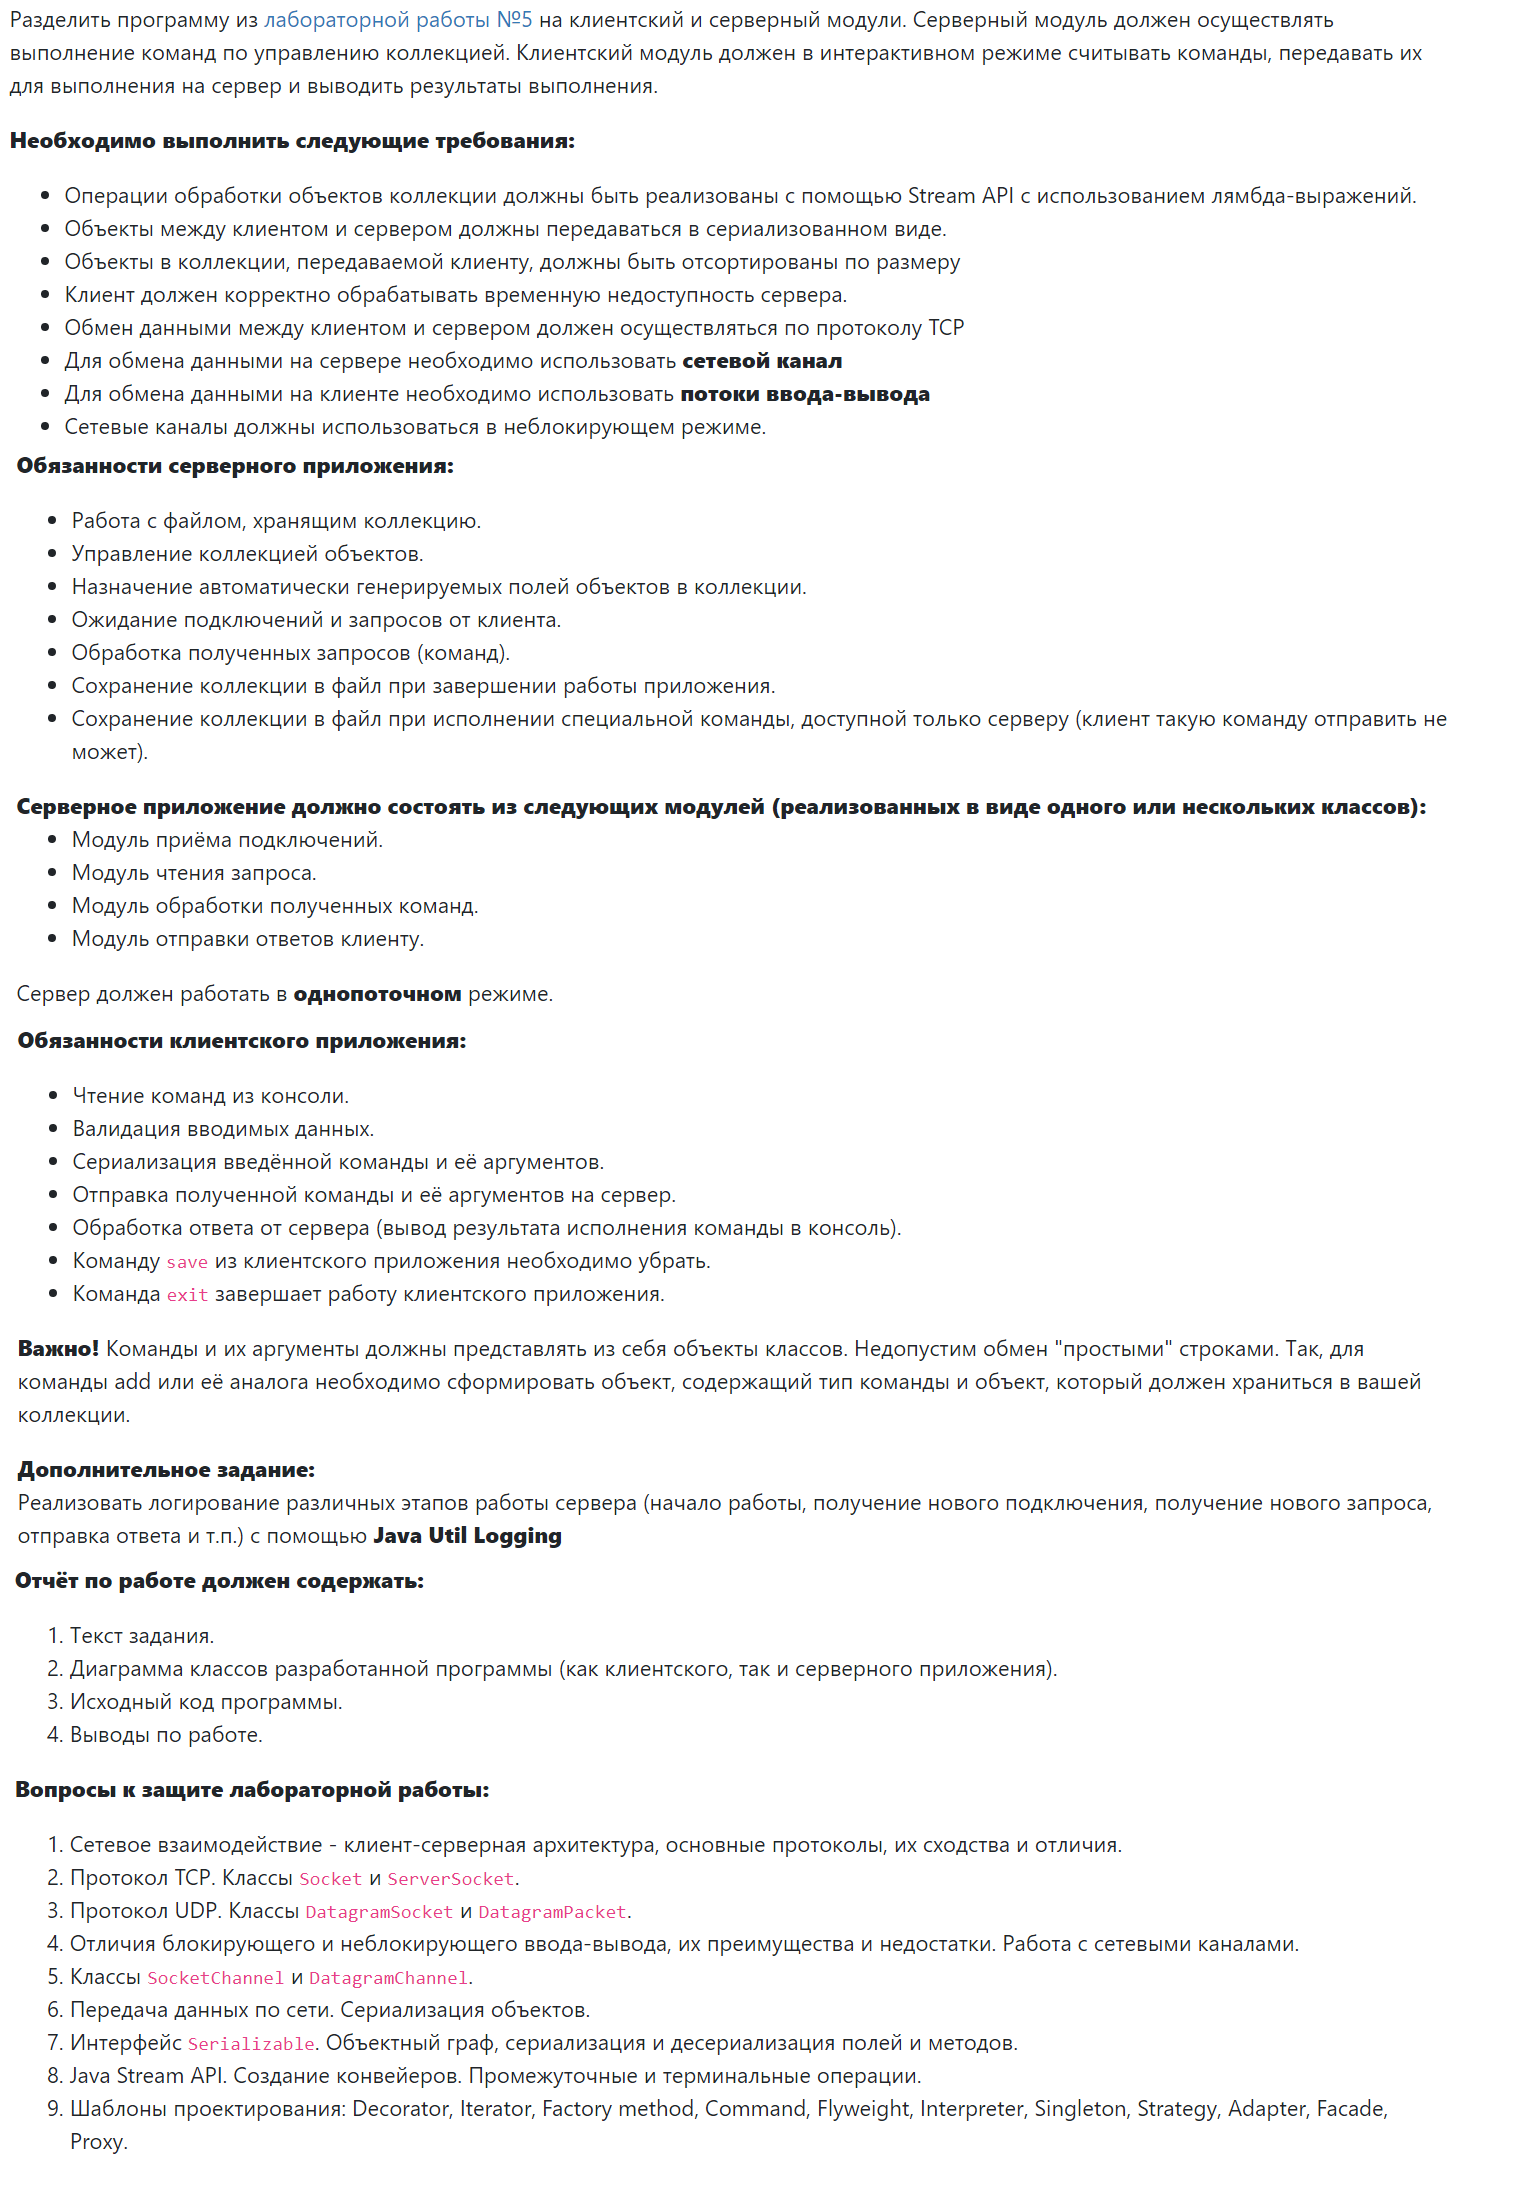 Разделить программу из лабораторной работы №5 на клиентский и серверный модули. Серверный модуль должен осуществлять
выполнение команд по управлению коллекцией. Клиентский модуль должен в интерактивном режиме считывать команды, передавать их
для выполнения на сервер и выводить результаты выполнения.
Необходимо выполнить следующие требования:
• Операции обработки объектов коллекции должны быть реализованы с помощью Stream API с использованием лямбда-выражений.
• Объекты между клиентом и сервером должны передаваться в сериализованном виде.
• Объекты в коллекции, передаваемой клиенту, должны быть отсортированы по размеру
• Клиент должен корректно обрабатывать временную недоступность сервера.
• Обмен данными между клиентом и сервером должен осуществляться по протоколу TCP
• Для обмена данными на сервере необходимо использовать сетевой канал
• Для обмена данными на клиенте необходимо использовать потоки ввода-вывода
• Сетевые каналы должны использоваться в неблокирующем режиме.
Обязанности серверного приложения:
• Работа с файлом, хранящим коллекцию.
• Управление коллекцией объектов.
• Назначение автоматически генерируемых полей объектов в коллекции.
• Ожидание подключений и запросов от клиента.
• Обработка полученных запросов (команд).
• Сохранение коллекции в файл при завершении работы приложения.
• Сохранение коллекции в файл при исполнении специальной команды, доступной только серверу (клиент такую команду отправить не
может).
Серверное приложение должно состоять из следующих модулей (реализованных в виде одного или нескольких классов):
• Модуль приёма подключений.
• Модуль чтения запроса.
• Модуль обработки полученных команд.
• Модуль отправки ответов клиенту.
Сервер должен работать в однопоточном режиме.
Обязанности клиентского приложения:
• Чтение команд из консоли.
• Валидация вводимых данных.
• Сериализация введённой команды и её аргументов.
• Отправка полученной команды и её аргументов на сервер.
• Обработка ответа от сервера (вывод результата исполнения команды в консоль).
• Команду save из клиентского приложения необходимо убрать.
• Команда exit завершает работу клиентского приложения.
Важно! Команды и их аргументы должны представлять из себя объекты классов. Недопустим обмен "простыми" строками. Так, для
команды add или её аналога необходимо сформировать объект, содержащий тип команды и объект, который должен храниться в вашей
коллекции.
Дополнительное задание:
Реализовать логирование различных этапов работы сервера (начало работы, получение нового подключения, получение нового запроса,
отправка ответа и т.п.) с помощью Java Util Logging
Отчёт по работе должен содержать:
1. Текст задания.
2. Диаграмма классов разработанной программы (как клиентского, так и серверного приложения).
3. Исходный код программы.
4. Выводы по работе.
Вопросы к защите лабораторной работы:
1. Сетевое взаимодействие - клиент-серверная архитектура, основные протоколы, их сходства и отличия.
2. Протокол TCP. Классы Socket и ServerSocket.
3. Протокол UDP. Классы DatagramSocket и DatagramPacket.
4. Отличия блокирующего и неблокирующего ввода-вывода, их преимущества и недостатки. Работа с сетевыми каналами.
5. Классы SocketChannel и DatagramChannel.
6. Передача данных по сети. Сериализация объектов.
7. Интерфейс Serializable. Объектный граф, сериализация и десериализация полей и методов.
8. Java Stream API. Создание конвейеров. Промежуточные и терминальные операции.
9. Шаблоны проектирования: Decorator, Iterator, Factory method, Command, Flyweight, Interpreter, Singleton, Strategy, Adapter, Facade,
Proxy.